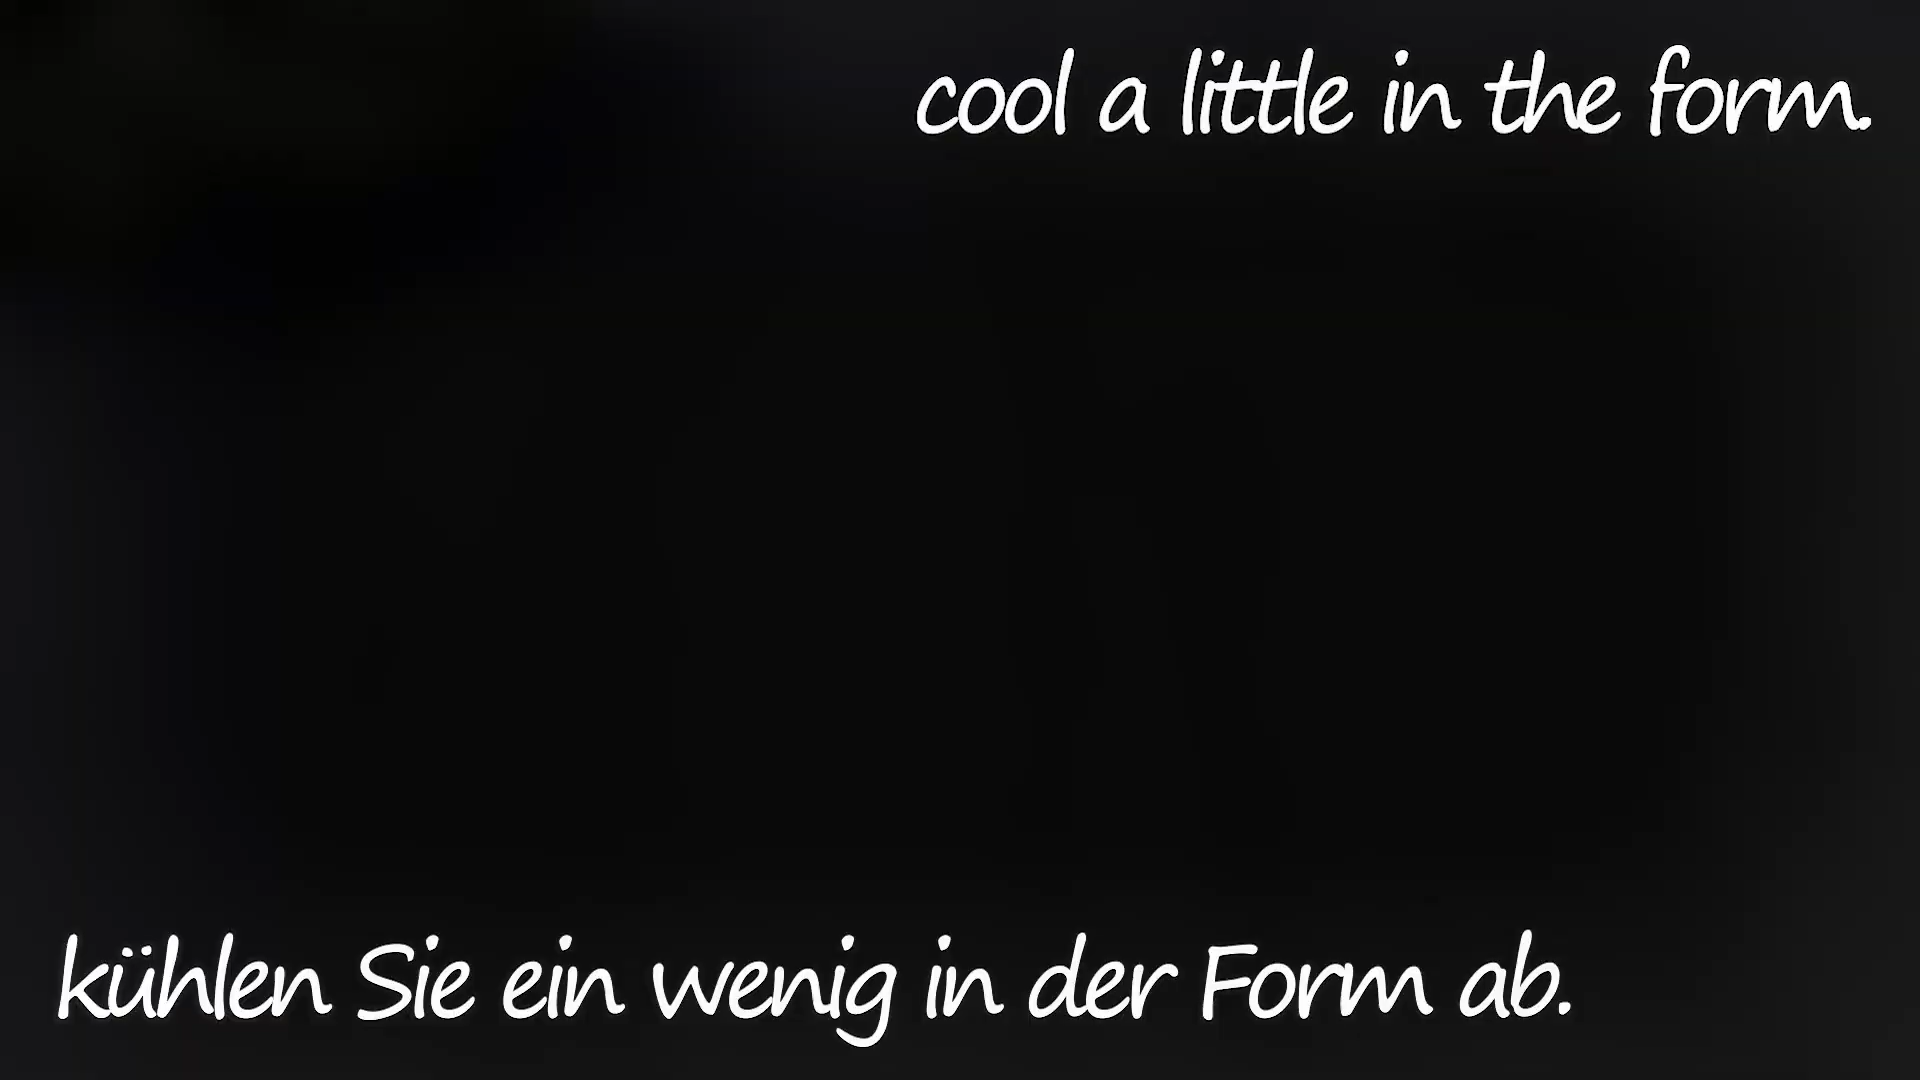 cool a little in the form.
kühlen Sie ein wenig in der Form ab.